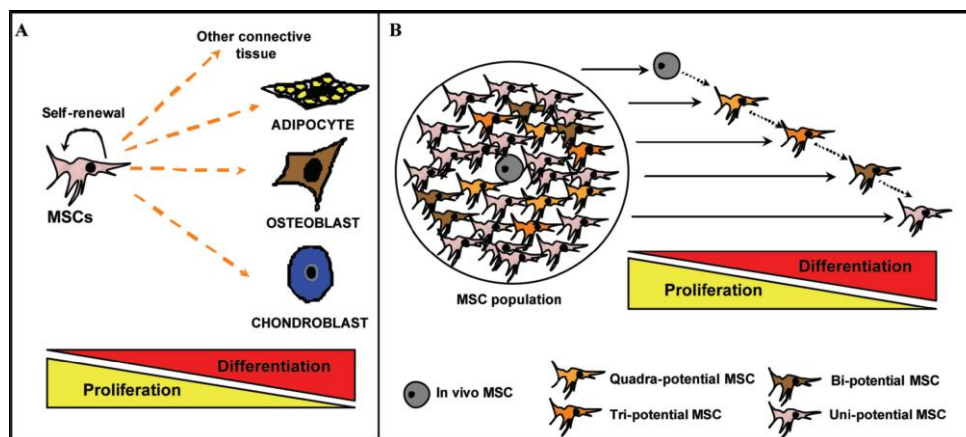 A
Other connective
tissue
Self-renewal
ADIPOCYTE
MSCs
OSTEOBLAST
CHONDROBLAST
Differentiation
Proliferation
B
MSC population
Differentiation
Proliferation
In vivo MSC
Quadra-potential MSC
Tri-potential MSC
Bi-potential MSC
Uni-potential MSC